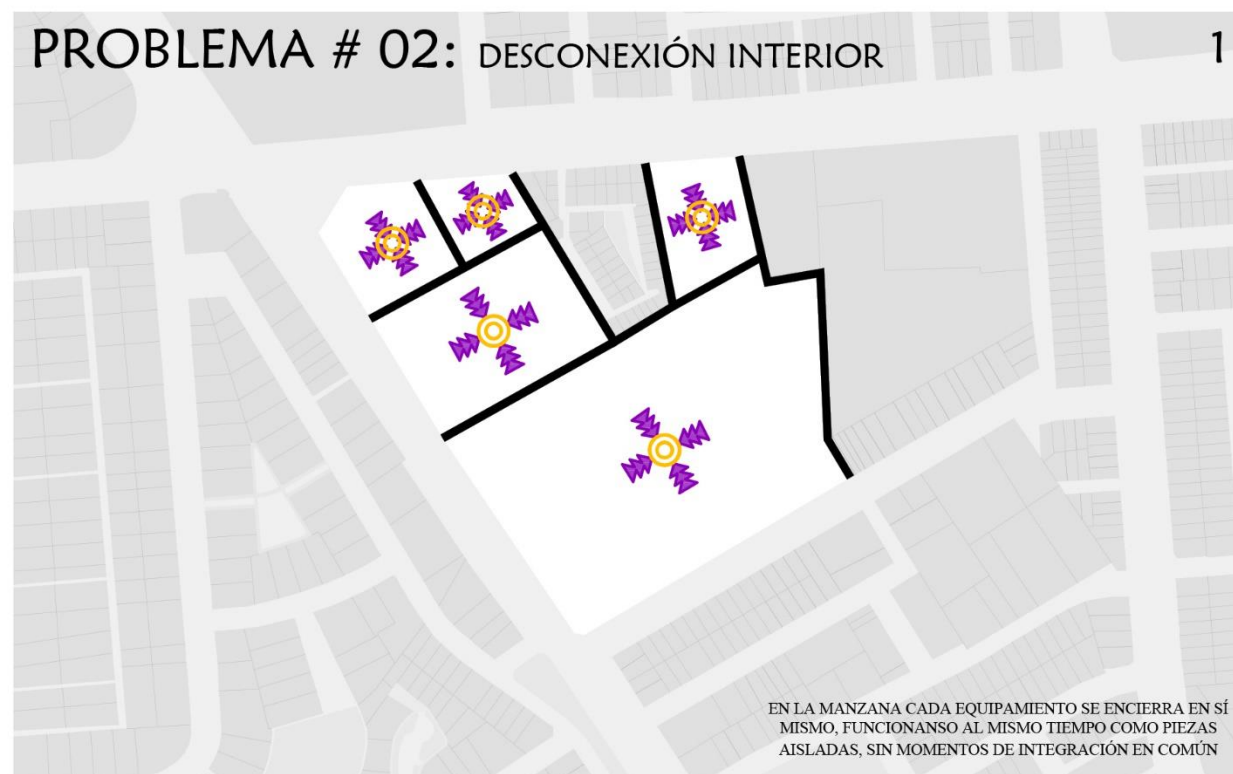 PROBLEMA # 02: DESCONEXIÓN INTERIOR 1
EN LA MANZANA CADA EQUIPAMIENTO SE ENCIERRA EN SÍ
MISMO, FUNCIONANSO AL MISMO TIEMPO COMO PIEZAS
AISLADAS, SIN MOMENTOS DE INTEGRACIÓN EN COMÚN